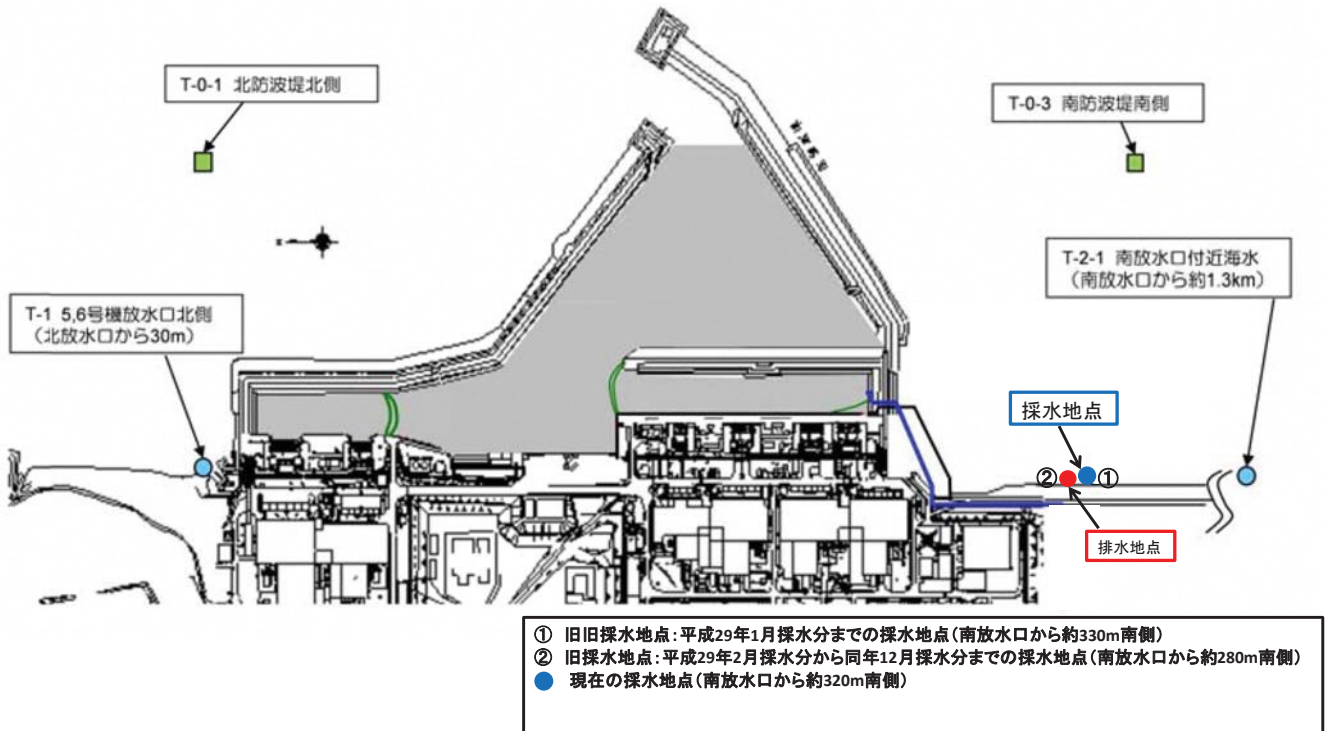 T-0-1 北防波堤北側
T-0-3 南防波堤南側
T-2-1 南放水口付近海水
（南放水口から約1.3km）
T-1 5,6号機放水口北側
（北放水口から30m）
採水地点
② ①
排水地点
① 旧旧採水地点：平成29年1月採水分までの採水地点（南放水口から約330m南側）
② 旧採水地点：平成29年2月採水分から同年12月採水分までの採水地点（南放水口から約280m南側）
現在の採水地点（南放水口から約320m南側）